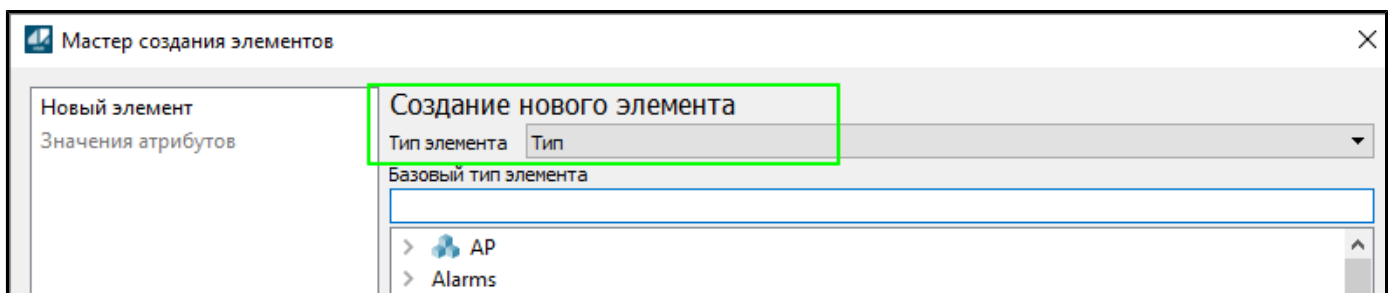 Мастер создания элементов
Новый элемент
Значения атрибутов
Создание нового элемента
Тип элемента Тип
Базовый тип элемента
AP
Alarms